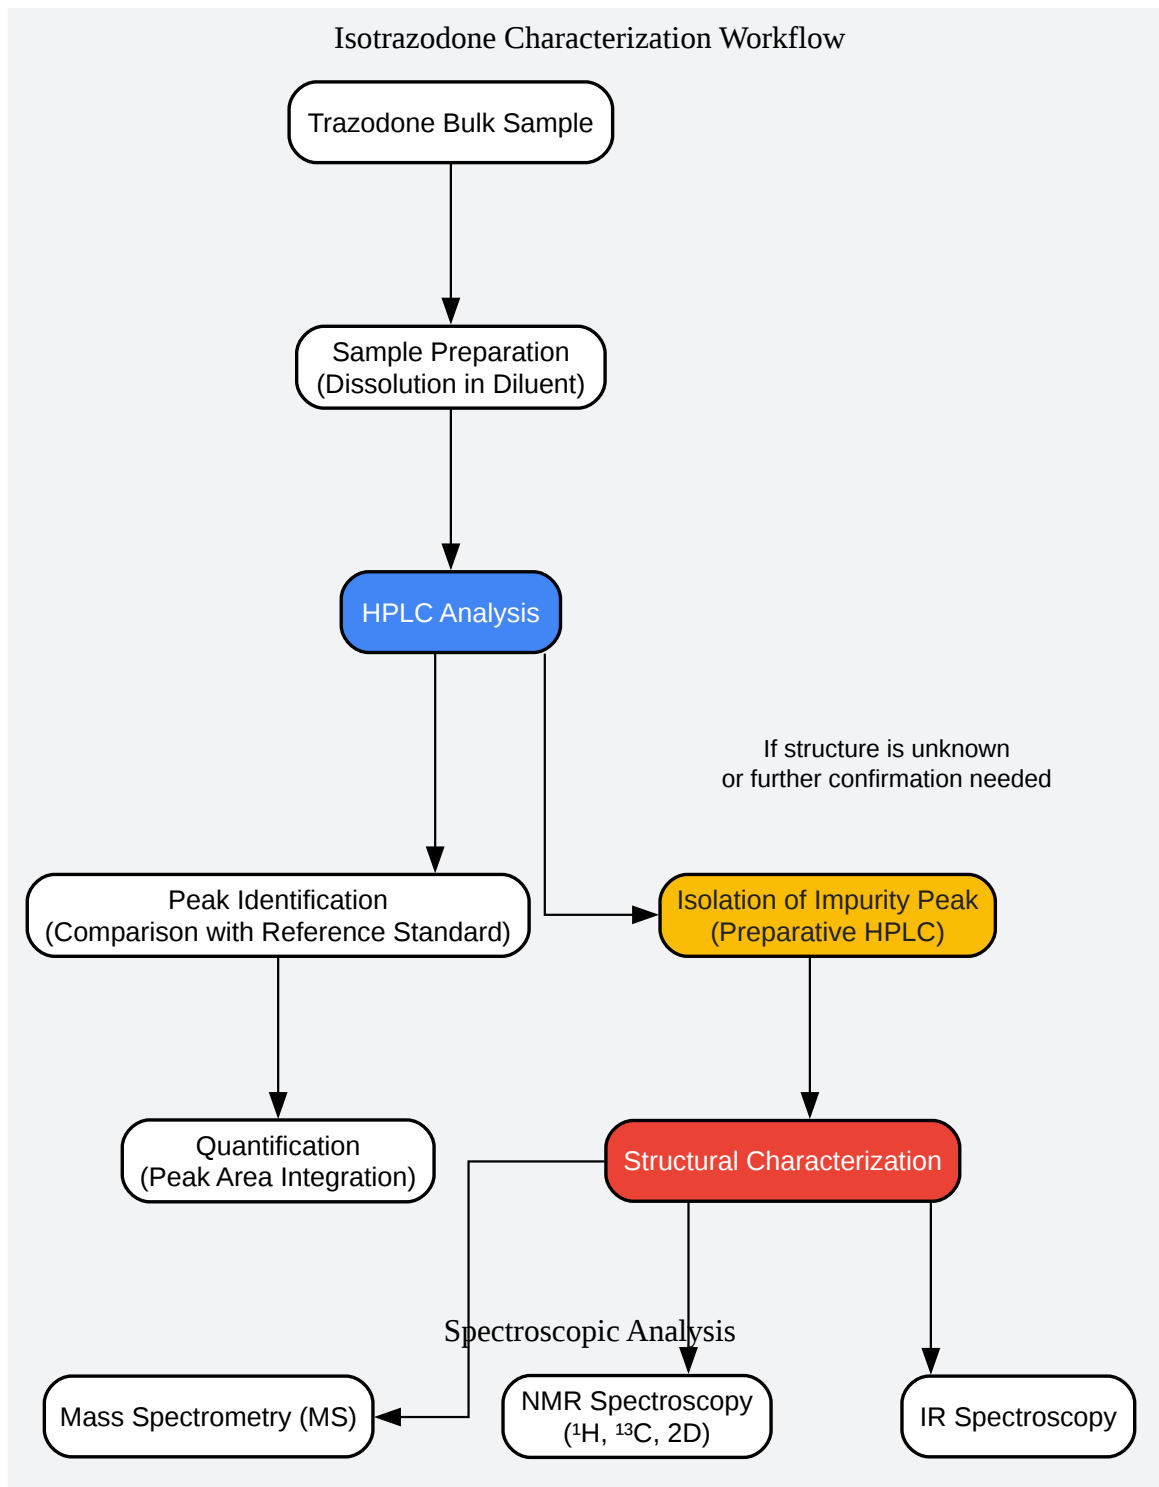 Isotrazodone Characterization Workflow
Trazodone Bulk Sample
Sample Preparation
(Dissolution in Diluent)
HPLC Analysis
If structure is unknown
or further confirmation needed
Peak Identification
(Comparison with Reference Standard)
Isolation of Impurity Peak
(Preparative HPLC)
Quantification
(Peak Area Integration)
Structural Characterization
Spectroscopic Analysis
Mass Spectrometry (MS)
NMR Spectroscopy
(¹H, ¹³C, 2D)
IR Spectroscopy